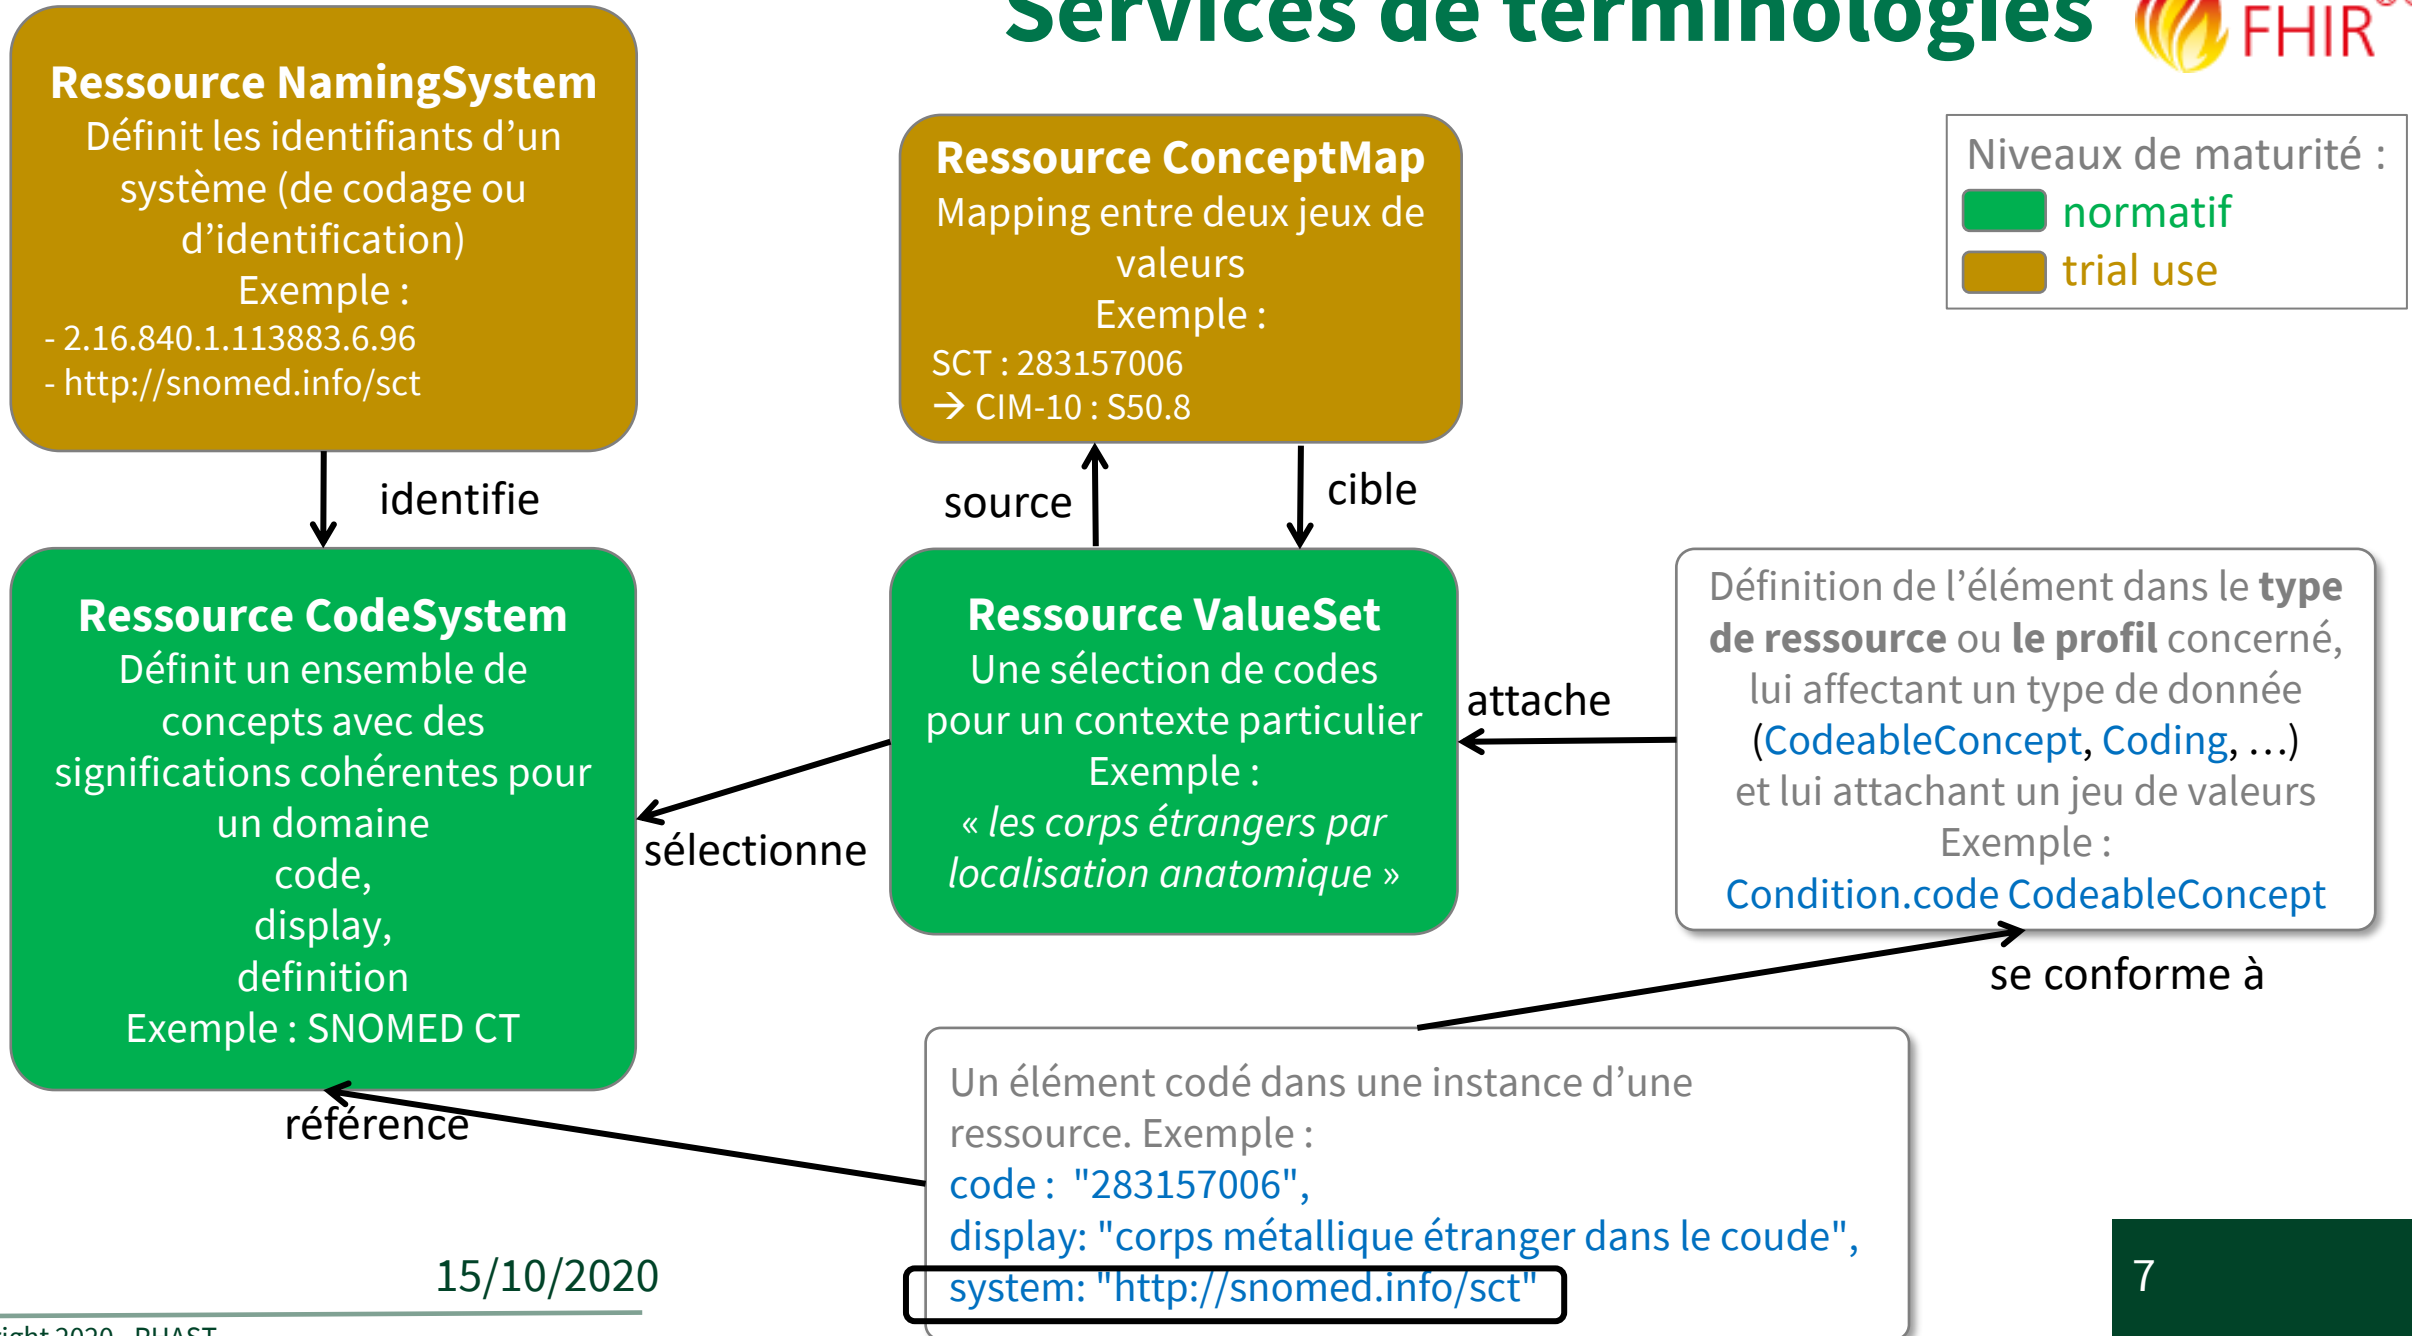 Services de terminologies
FHIR
Ressource NamingSystem
Définit les identifiants d’un
système (de codage ou
d’identification)
Exemple :
- 2.16.840.1.113883.6.96
- http://snomed.info/sct
Ressource ConceptMap
Mapping entre deux jeux de
valeurs
Exemple :
SCT : 283157006
→ CIM-10 : S50.8
Niveaux de maturité :
normatif
trial use
identifie
source
cible
Ressource CodeSystem
Définit un ensemble de
concepts avec des
significations cohérentes pour
un domaine
code,
display,
definition
Exemple : SNOMED CT
sélectionne
Ressource ValueSet
Une sélection de codes
pour un contexte particulier
Exemple :
« les corps étrangers par
localisation anatomique »
attache
Définition de l’élément dans le type
de ressource ou le profil concerné,
lui affectant un type de donnée
(CodeableConcept, Coding, …)
et lui attachant un jeu de valeurs
Exemple :
Condition.code CodeableConcept
se conforme à
référence
Un élément codé dans une instance d’une
ressource. Exemple :
code : "283157006",
display: "corps métallique étranger dans le coude",
system: "http://snomed.info/sct"
15/10/2020
7
2020 - PHAST